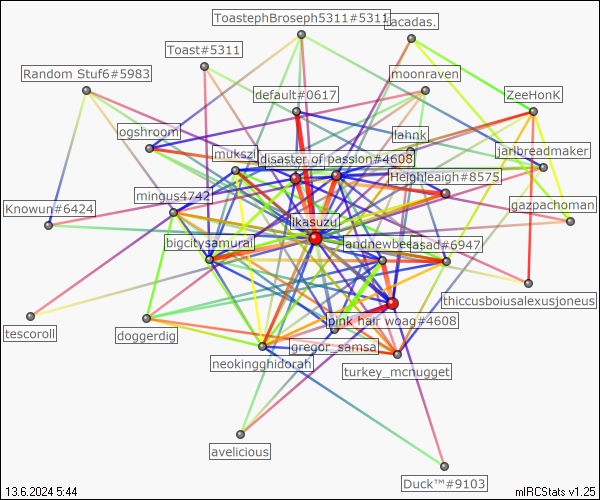 ToastephBroseph5311#5311
acadas.
Toast#5311
Random Stuf6#5983
moonraven
default#0617
ZeeHonK
ogshroom
lahnk
mukszi
disaster of passion#4608
jarlbreadmaker
Heighleaigh#8575
mingus4742
Knowun#6424
gazpachoman
ikasuzu
bigcitysamurai
andnewbee
asad#6947
thiccusboiusalexusjoneus
tescoroll
doggerdig
pink hair woag#4608
gregor_samsa
neokingghidorah
turkey_mcnugget
avelicious
Duck™#9103
13.6.2024 5:44
mIRCStats v1.25